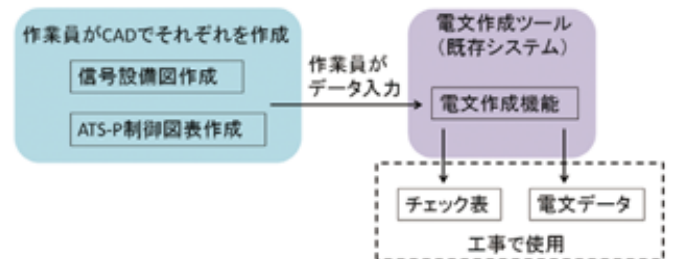 作業員がCADでそれぞれを作成
信号設備図作成
ATS-P制御図表作成
作業員が
データ入力
電文作成ツール
（既存システム）
電文作成機能
チェック表
電文データ
工事で使用